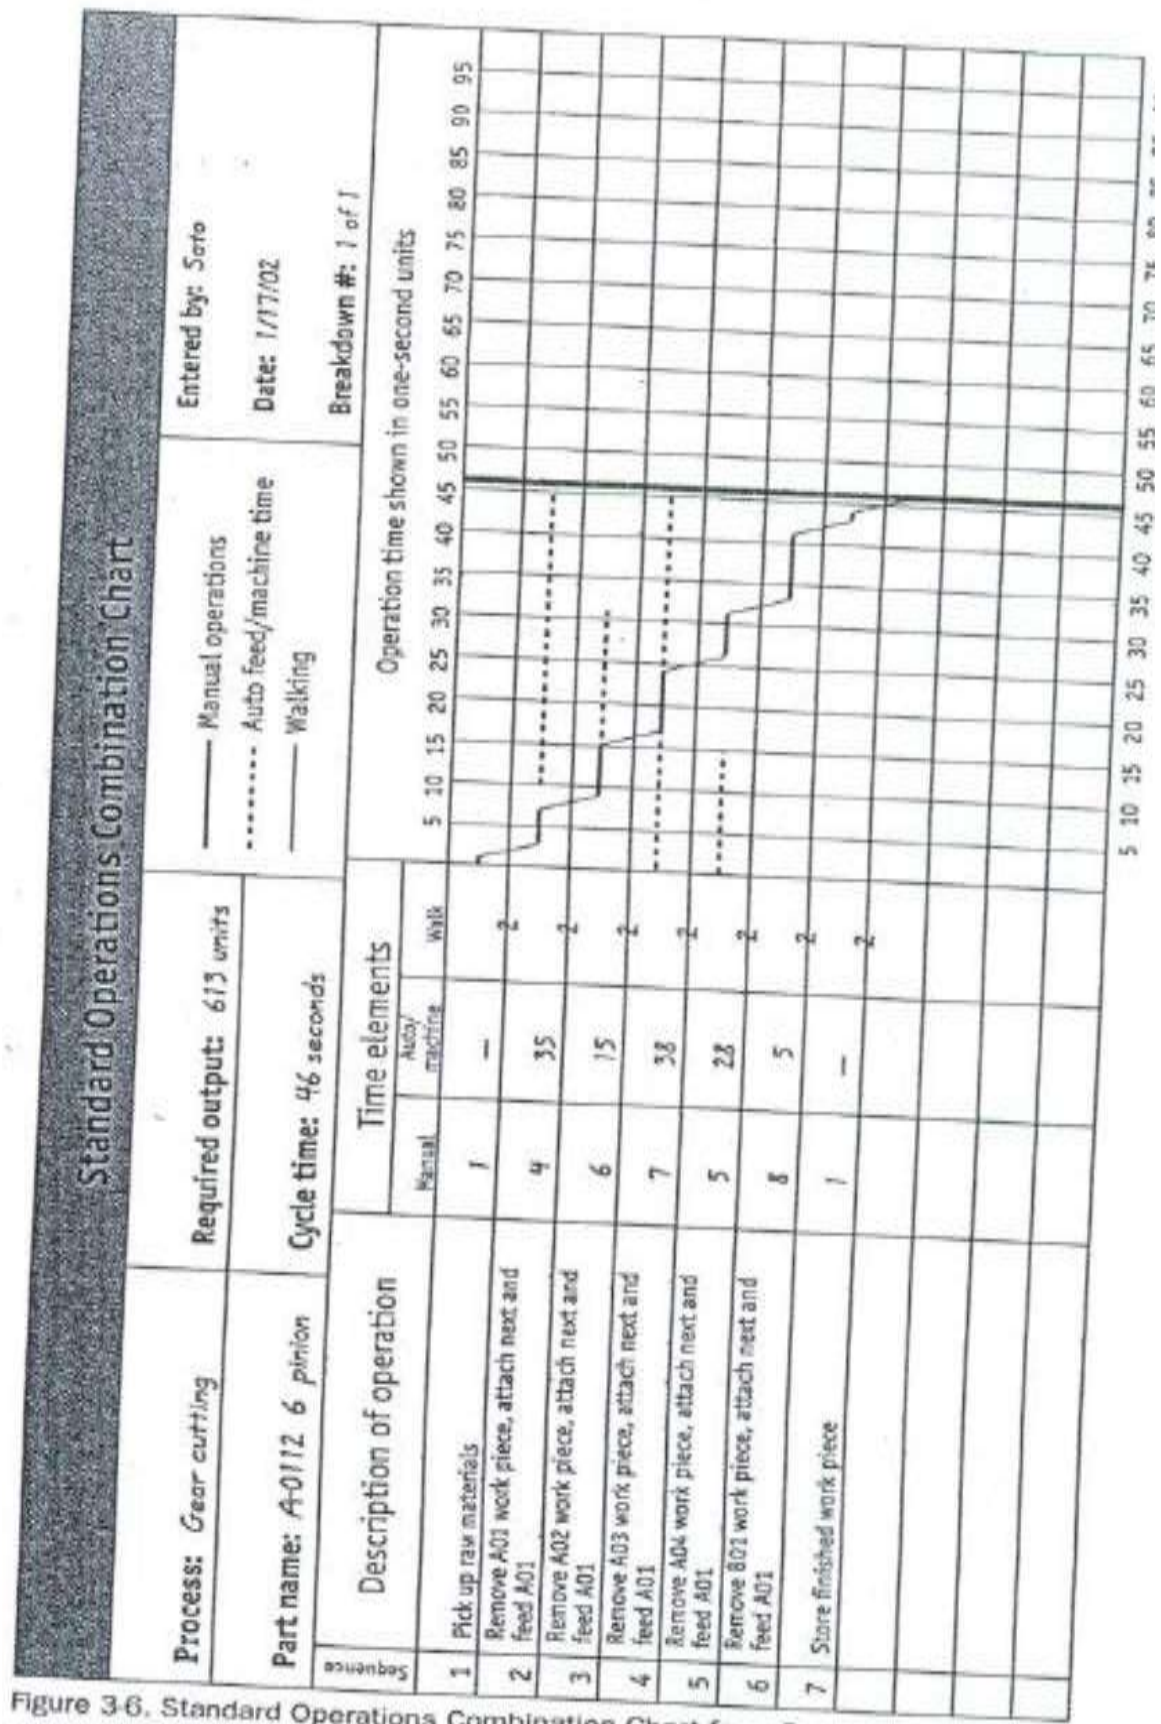 Standard Operations Combination Chart
Process: Gear cutting
Required output: 613 units
Manual operations
Auto feed/machine time
Walking
Entered by: Sato
Part name: A-0112 6 pinion
Cycle time: 46 seconds
Date: 1/17/02
Breakdown #: 1 of 1
Sequence
Description of operation
Time elements
Manual
Auto/
machine
Walk
Operation time shown in one-second units
5 10 15 20 25 30 35 40 45 50 55 60 65 70 75 80 85 90 95
1 Pick up raw materials 1 — 2
2 Remove A01 work piece, attach next and
feed A01 4 35 2
3 Remove A02 work piece, attach next and
feed A01 6 15 2
4 Remove A03 work piece, attach next and
feed A01 7 38 2
5 Remove A04 work piece, attach next and
feed A01 5 28 2
6 Remove B01 work piece, attach next and
feed A01 8 5 2
7 Store finished work piece 1 — 2
5 10 15 20 25 30 35 40 45 50 55 60 65 70 75 80
Figure 3-6. Standard Operations Combination Chart